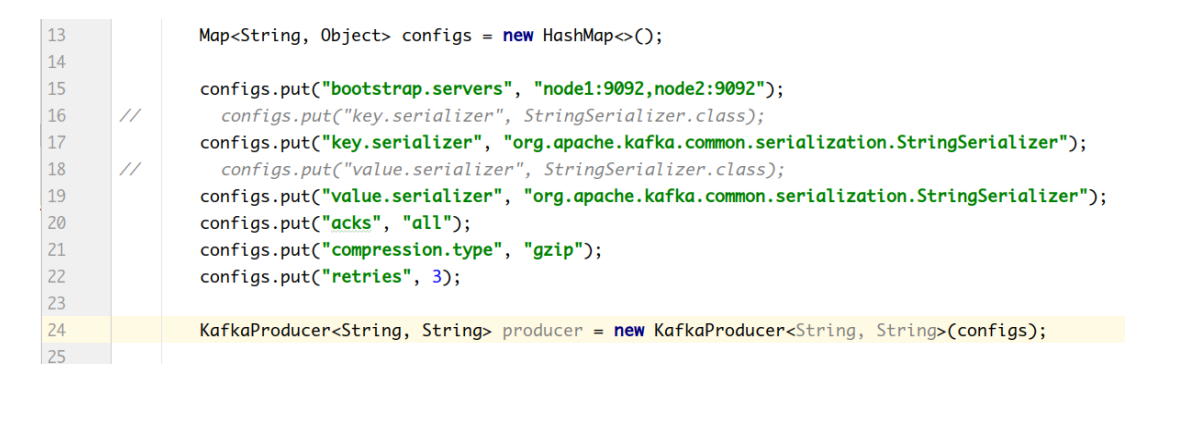 13 Map<String, Object> configs = new HashMap<>();
14
15 configs.put("bootstrap.servers", "node1:9092,node2:9092");
16 // configs.put("key.serializer", StringSerializer.class);
17 configs.put("key.serializer", "org.apache.kafka.common.serialization.StringSerializer");
18 // configs.put("value.serializer", StringSerializer.class);
19 configs.put("value.serializer", "org.apache.kafka.common.serialization.StringSerializer");
20 configs.put("acks", "all");
21 configs.put("compression.type", "gzip");
22 configs.put("retries", 3);
23
24 KafkaProducer<String, String> producer = new KafkaProducer<String, String>(configs);
25